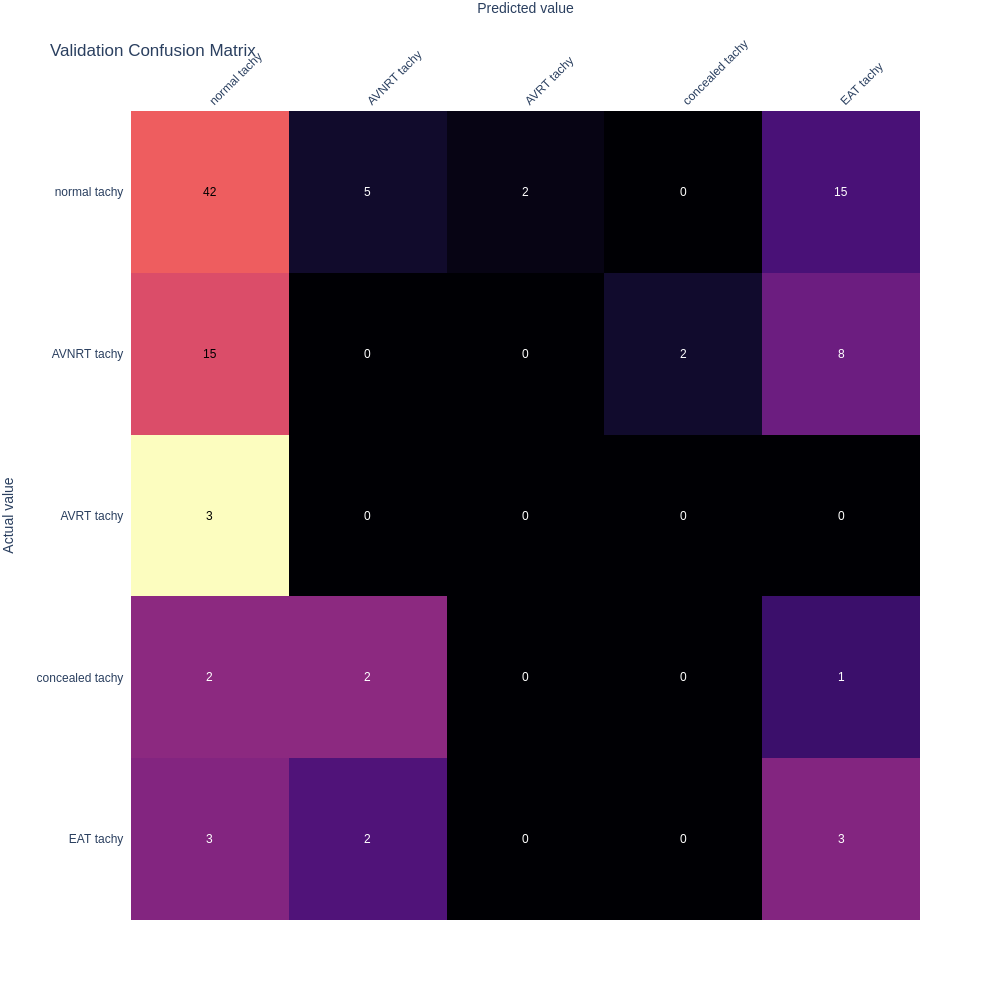 Predicted value
Validation Confusion Matrix
normal tachy AVNRT tachy AVRT tachy concealed tachy EAT tachy
normal tachy 42 5 2 0 15
AVNRT tachy 15 0 0 2 8
AVRT tachy 3 0 0 0 0
Actual value
concealed tachy 2 2 0 0 1
EAT tachy 3 2 0 0 3